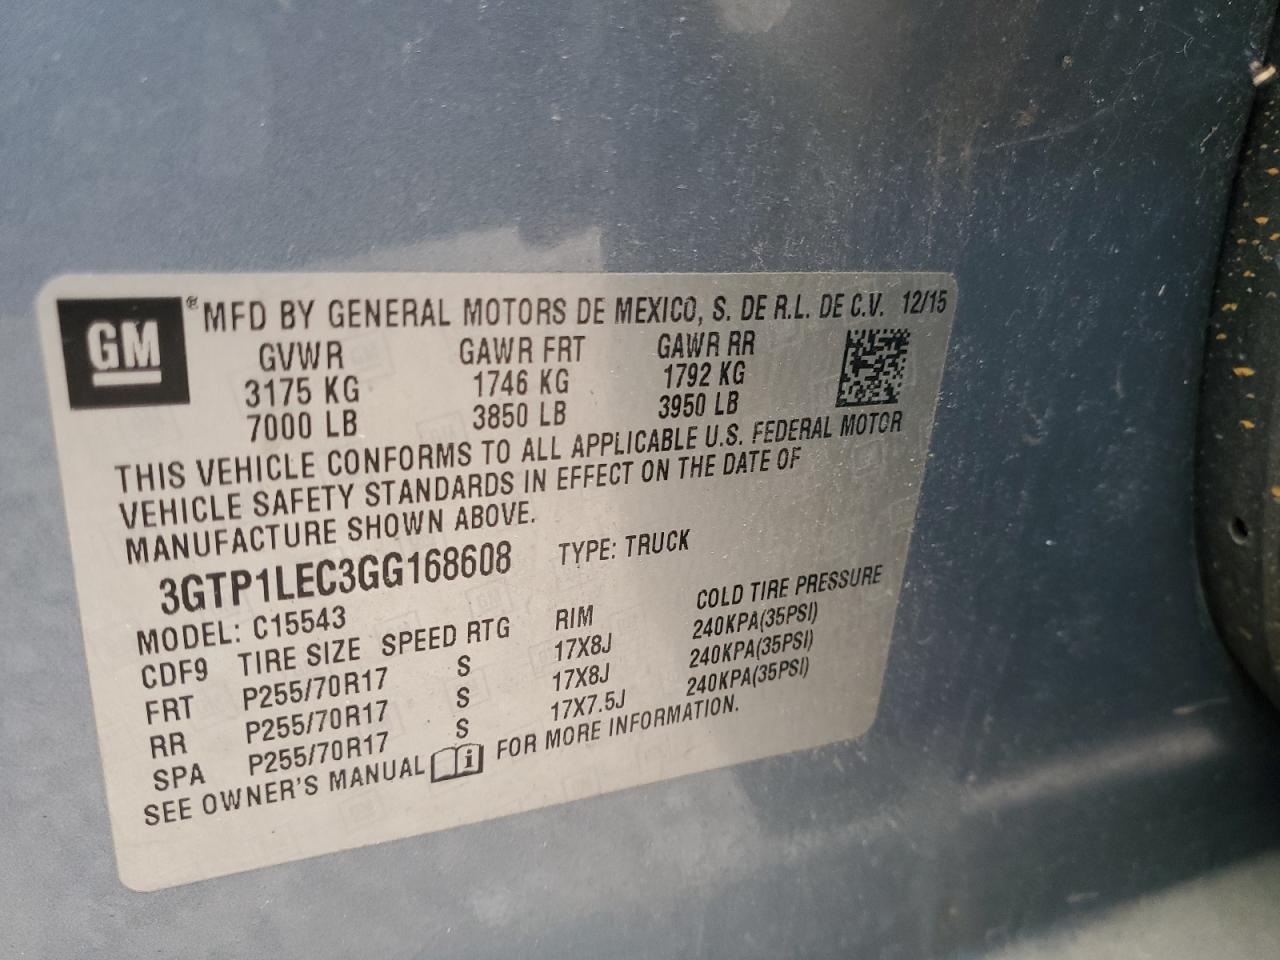 GM ® MFD BY GENERAL MOTORS DE MEXICO, S. DE R.L. DE C.V. 12/15
GVWR GAWR FRT GAWR RR
3175 KG 1746 KG 1792 KG
7000 LB 3850 LB 3950 LB
THIS VEHICLE CONFORMS TO ALL APPLICABLE U.S. FEDERAL MOTOR
VEHICLE SAFETY STANDARDS IN EFFECT ON THE DATE OF
MANUFACTURE SHOWN ABOVE.
3GTP1LEC3GG168608 TYPE: TRUCK
MODEL: C15543
CDF9 TIRE SIZE SPEED RTG RIM COLD TIRE PRESSURE
FRT P255/70R17 S 17X8J 240KPA(35PSI)
RR P255/70R17 S 17X8J 240KPA(35PSI)
SPA P255/70R17 S 17X7.5J 240KPA(35PSI)
SEE OWNER'S MANUAL i FOR MORE INFORMATION.